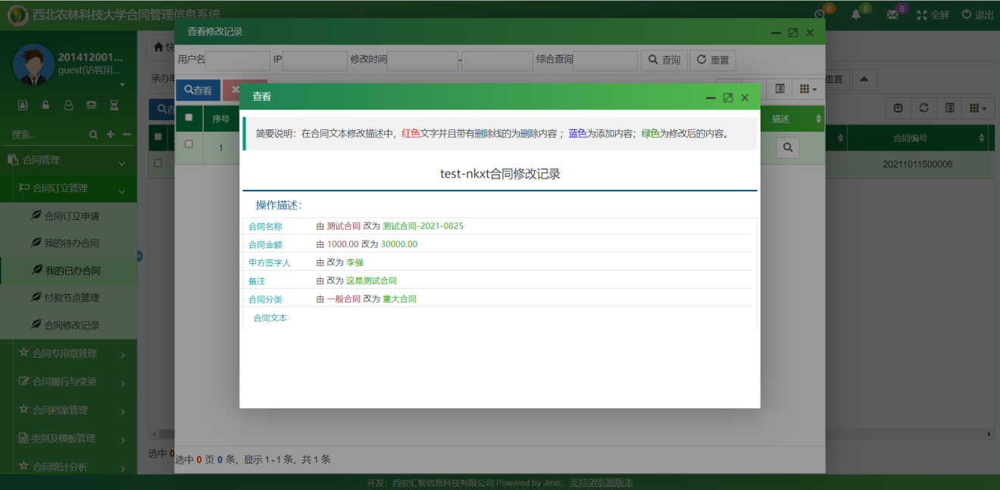 西北农林科技大学合同管理信息系统
0
0
0
全屏
退出
201412001...
guest(访客用...
搜索..
合同管理
合同订立管理
合同订立申请
我的待办合同
我的已办合同
付款节点管理
合同修改记录
合同专用章管理
合同履行与变更
合同档案管理
类别及模板管理
合同统计分析
承办单
重置
合同编号
20211011500006
选中 0
查看修改记录
用户名
IP
修改时间
-
综合查询
查询
重置
查看
序号
描述
1
查看
简要说明：在合同文本修改描述中，红色文字并且带有删除线的为删除内容 ；蓝色为添加内容；绿色为修改后的内容。
test-nkxt合同修改记录
操作描述：
合同名称 由 测试合同 改为 测试合同-2021-0825
合同金额 由 1000.00 改为 30000.00
甲方签字人 由 改为 李强
备注 由 改为 这是测试合同
合同分类 由 一般合同 改为 重大合同
合同文本
选中 0 页 0 条，显示 1 - 1 条，共 1 条
开发：西安汇智信息科技有限公司 Powered by Jmis，支持浏览器版本